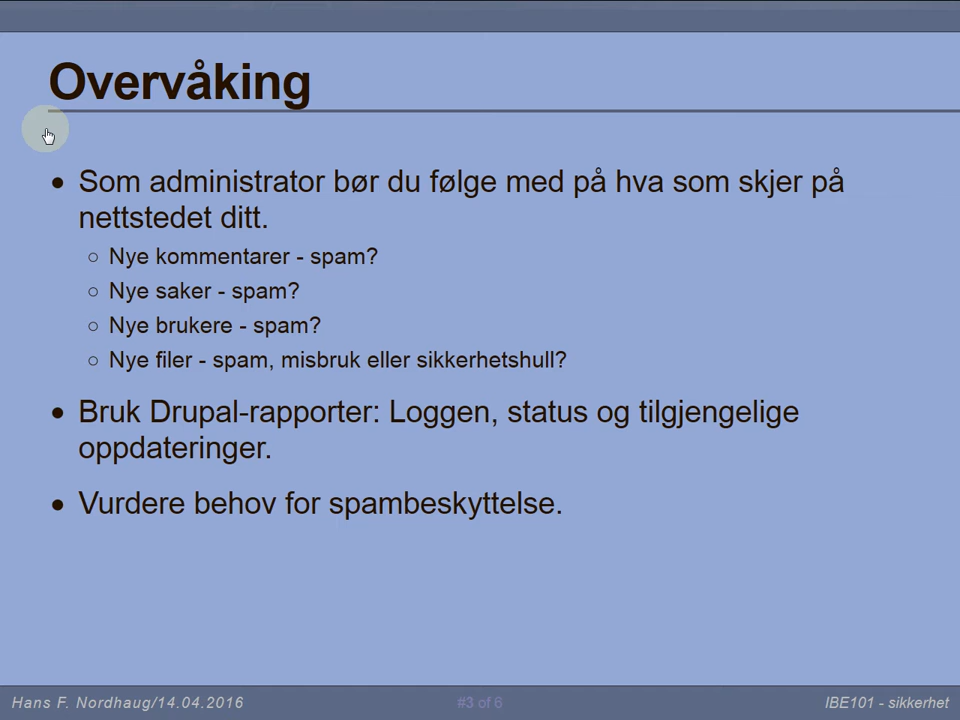 Overvåking
• Som administrator bør du følge med på hva som skjer på
nettstedet ditt.
○ Nye kommentarer - spam?
○ Nye saker - spam?
○ Nye brukere - spam?
○ Nye filer - spam, misbruk eller sikkerhetshull?
• Bruk Drupal-rapporter: Loggen, status og tilgjengelige
oppdateringer.
• Vurdere behov for spambeskyttelse.
Hans F. Nordhaug/14.04.2016
#3 of 6
IBE101 - sikkerhet